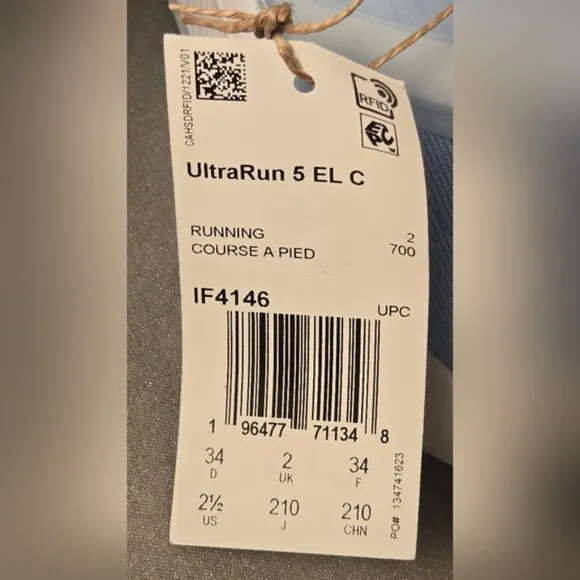 CAHSDRFID/1221/V01
RFID
EPC
UltraRun 5 EL C
RUNNING 2
COURSE A PIED 700
IF4146 UPC
1 96477 71134 8
34 2 34
D UK F
2½ 210 210
US J CHN
PO# 134741623